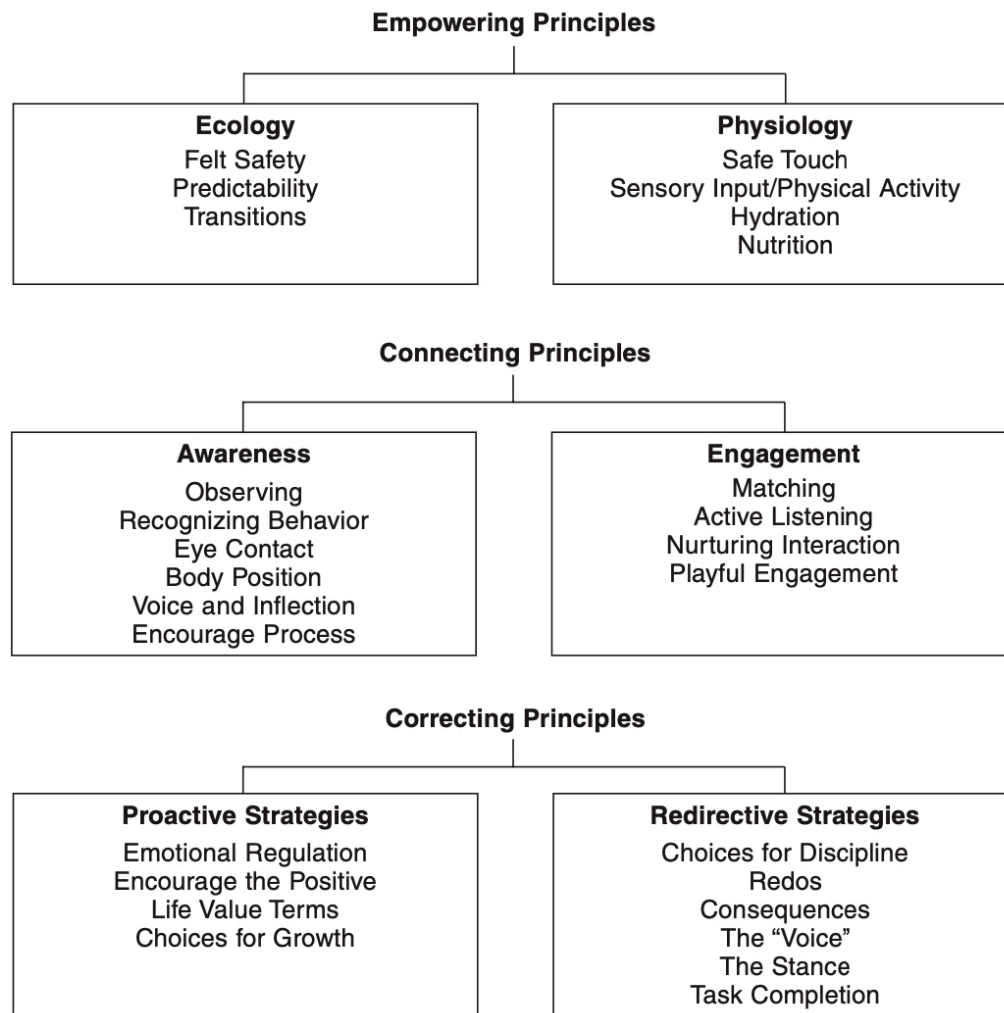 Empowering Principles
Ecology
Felt Safety
Predictability
Transitions
Physiology
Safe Touch
Sensory Input/Physical Activity
Hydration
Nutrition
Connecting Principles
Awareness
Observing
Recognizing Behavior
Eye Contact
Body Position
Voice and Inflection
Encourage Process
Engagement
Matching
Active Listening
Nurturing Interaction
Playful Engagement
Correcting Principles
Proactive Strategies
Emotional Regulation
Encourage the Positive
Life Value Terms
Choices for Growth
Redirective Strategies
Choices for Discipline
Redos
Consequences
The “Voice”
The Stance
Task Completion